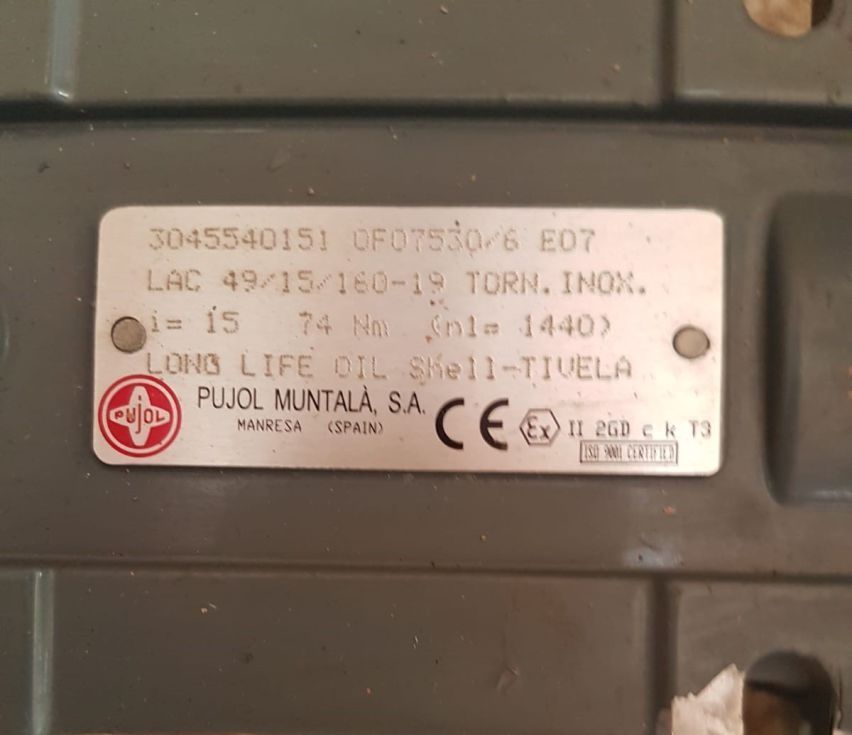 3045540151 OF07530/6 E07
LAC 49/15/160-19 TORN. INOX.
i= 15 74 Nm (n1= 1440)
LONG LIFE OIL SHell-TIVELA
PUJOL
PUJOL MUNTALÀ, S.A.
MANRESA (SPAIN)
CE Ex II 2GD c k T3
ISO 9001 CERTIFIED